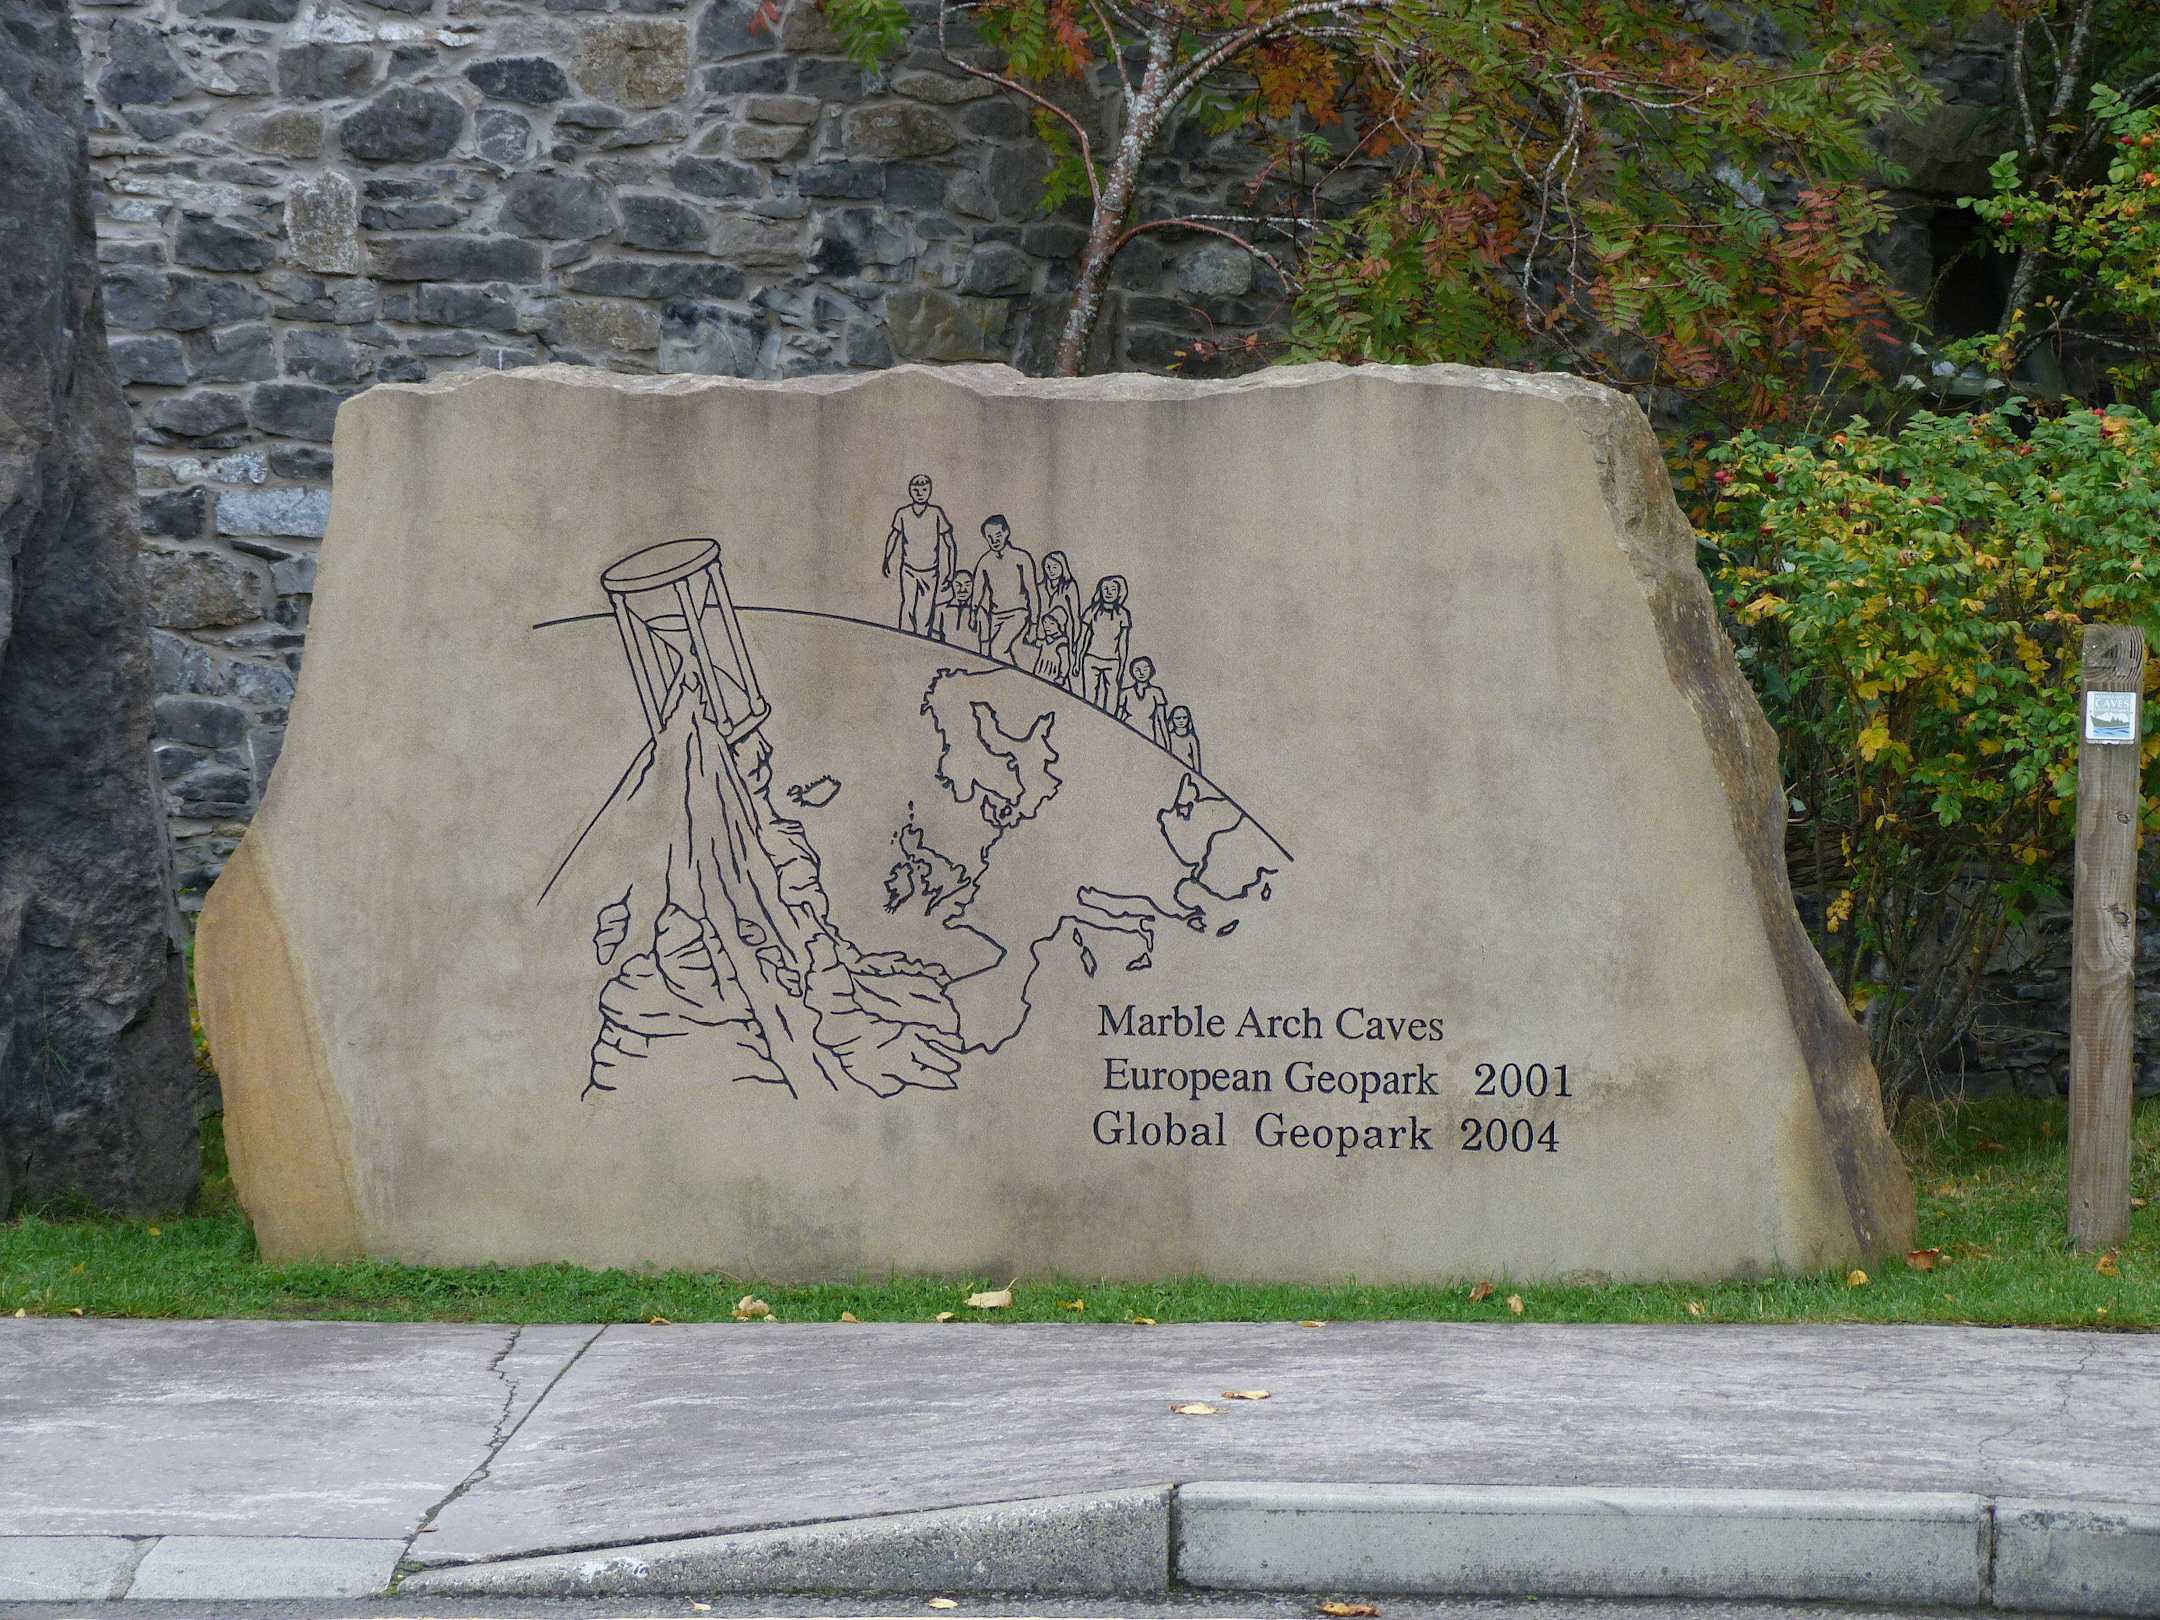 Marble Arch Caves
European Geopark 2001
Global Geopark 2004
CAVES